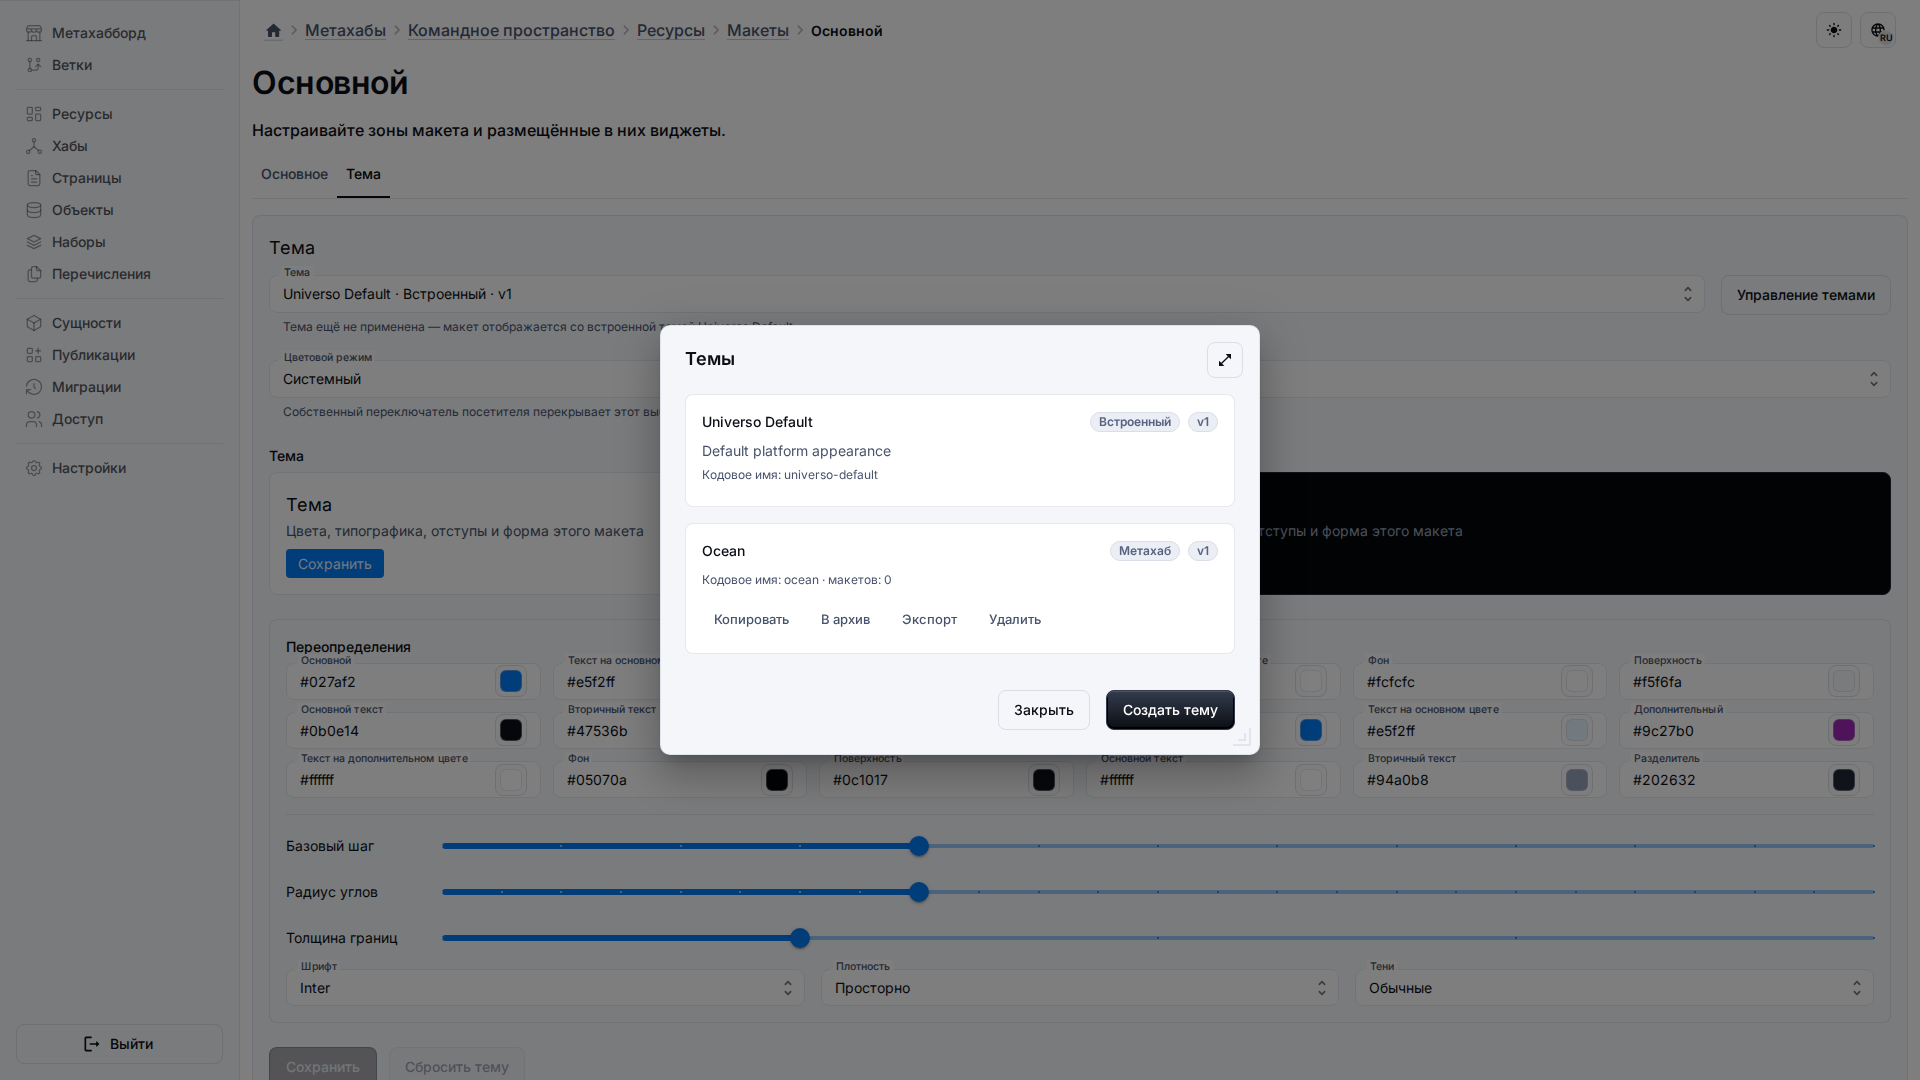 Метахабборд
Ветки
Ресурсы
Хабы
Страницы
Объекты
Наборы
Перечисления
Сущности
Публикации
Миграции
Доступ
Настройки
Выйти
Метахабы
Командное пространство
Ресурсы
Макеты
Основной
RU
Основной
Настраивайте зоны макета и размещённые в них виджеты.
Основное
Тема
Тема
Тема
Universo Default · Встроенный · v1
Управление темами
Тема ещё не применена — макет отображается со встроенной
Цветовой режим
Системный
Собственный переключатель посетителя перекрывает этот
Тема
Тема
Цвета, типографика, отступы и форма этого макета
Сохранить
и форма этого макета
Темы
Universo Default
Встроенный
v1
Default platform appearance
Кодовое имя: universo-default
Ocean
Метахаб
v1
Кодовое имя: ocean · макетов: 0
Копировать
В архив
Экспорт
Удалить
Закрыть
Создать тему
Переопределения
Основной
#027af2
Текст на
#e5f2ff
Фон
#fcfcfc
Поверхность
#f5f6fa
Основной текст
#0b0e14
Вторичный текст
#47536b
Текст на основном цвете
#e5f2ff
Дополнительный
#9c27b0
Текст на дополнительном цвете
#ffffff
Фон
#05070a
Поверхность
#0c1017
Основной текст
#ffffff
Вторичный текст
#94a0b8
Разделитель
#202632
Базовый шаг
Радиус углов
Толщина границ
Шрифт
Inter
Плотность
Просторно
Тени
Обычные
Сохранить
Сбросить тему